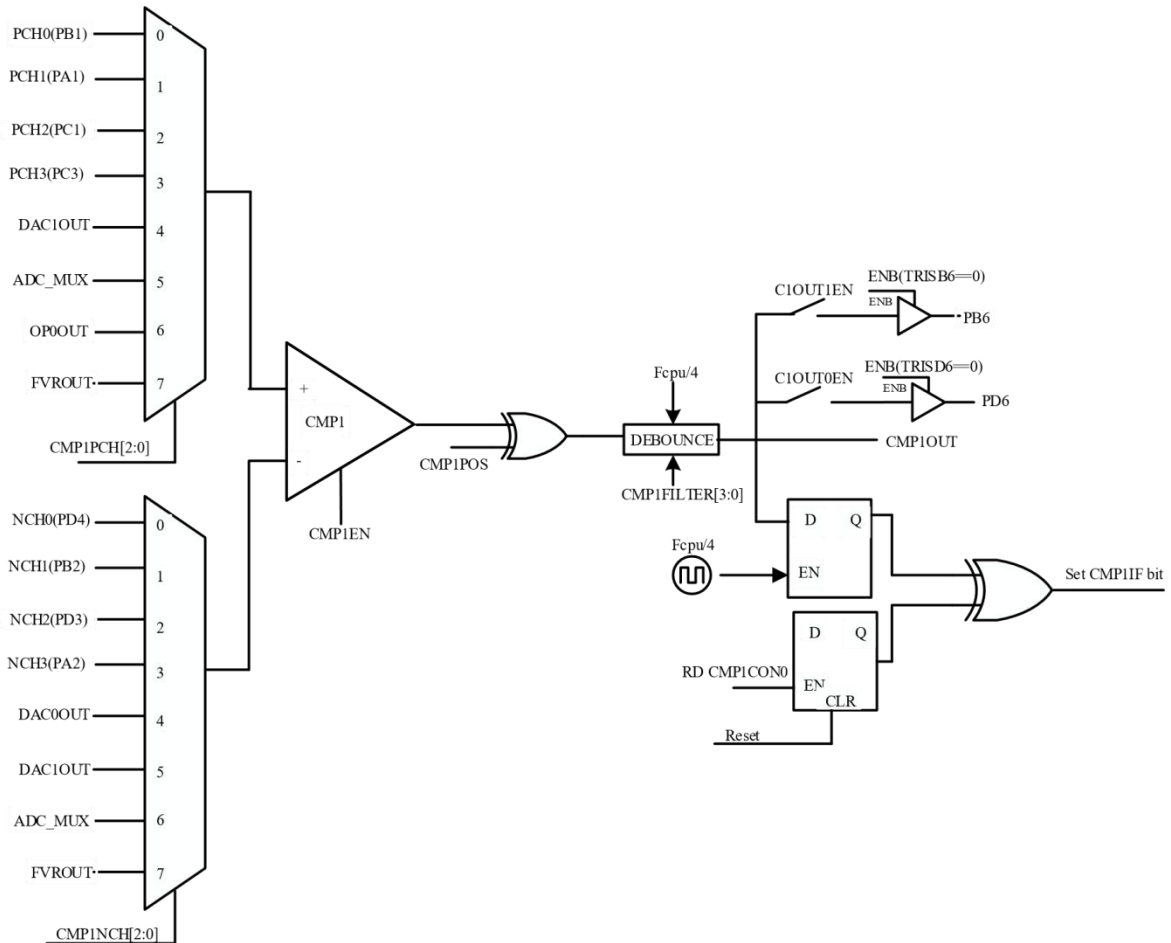 PCH0(PB1)
0
PCH1(PA1)
1
PCH2(PC1)
2
PCH3(PC3)
3
DAC1OUT
4
ADC_MUX
5
OP0OUT
6
FVROUT
7
CMP1PCH[2:0]
NCH0(PD4)
0
NCH1(PB2)
1
NCH2(PD3)
2
NCH3(PA2)
3
DAC0OUT
4
DAC1OUT
5
ADC_MUX
6
FVROUT
7
CMP1NCH[2:0]
+
CMP1
-
CMP1EN
CMP1POS
Fcpu/4
DEBOUNCE
CMP1FILTER[3:0]
C1OUT1EN
ENB(TRISB6==0)
ENB
PB6
C1OUT0EN
ENB(TRISD6==0)
ENB
PD6
CMP1OUT
Fcpu/4
D Q
EN
RD CMP1CON0
D Q
EN
CLR
Reset
Set CMP1IF bit